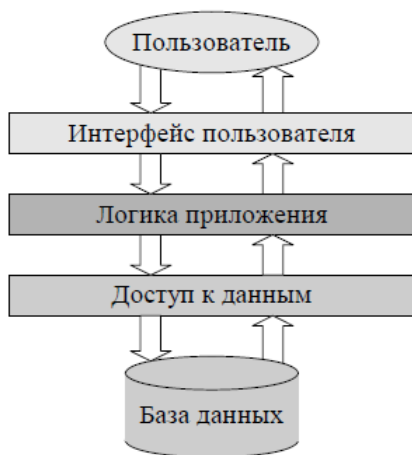 Пользователь
Интерфейс пользователя
Логика приложения
Доступ к данным
База данных